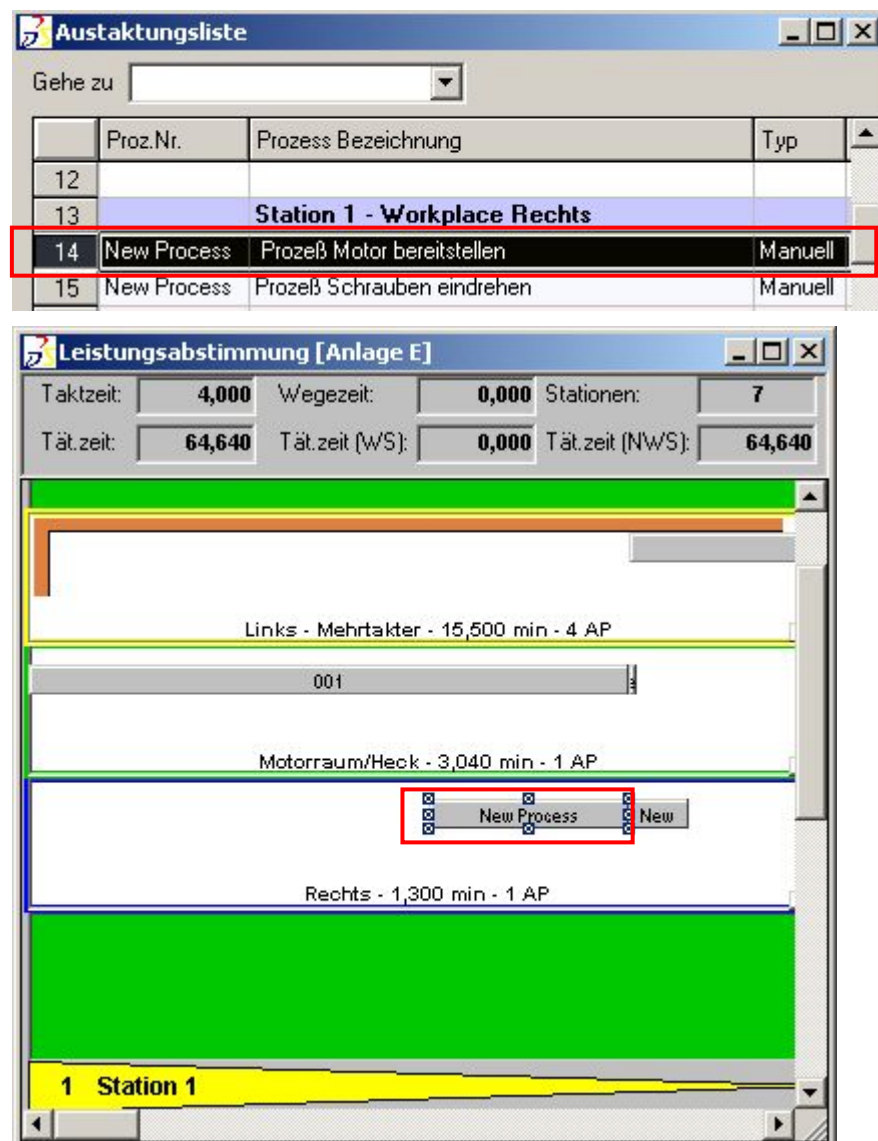 Austaktungsliste
Gehe zu
Proz.Nr. Prozess Bezeichnung Typ
12
13 Station 1 - Workplace Rechts
14 New Process Prozeß Motor bereitstellen Manuell
15 New Process Prozeß Schrauben eindrehen Manuell
Leistungsabstimmung [Anlage E]
Taktzeit: 4,000 Wegezeit: 0,000 Stationen: 7
Tät.zeit: 64,640 Tät.zeit (WS): 0,000 Tät.zeit (NWS): 64,640
Links - Mehrtakter - 15,500 min - 4 AP
001
Motorraum/Heck - 3,040 min - 1 AP
New Process New
Rechts - 1,300 min - 1 AP
1 Station 1